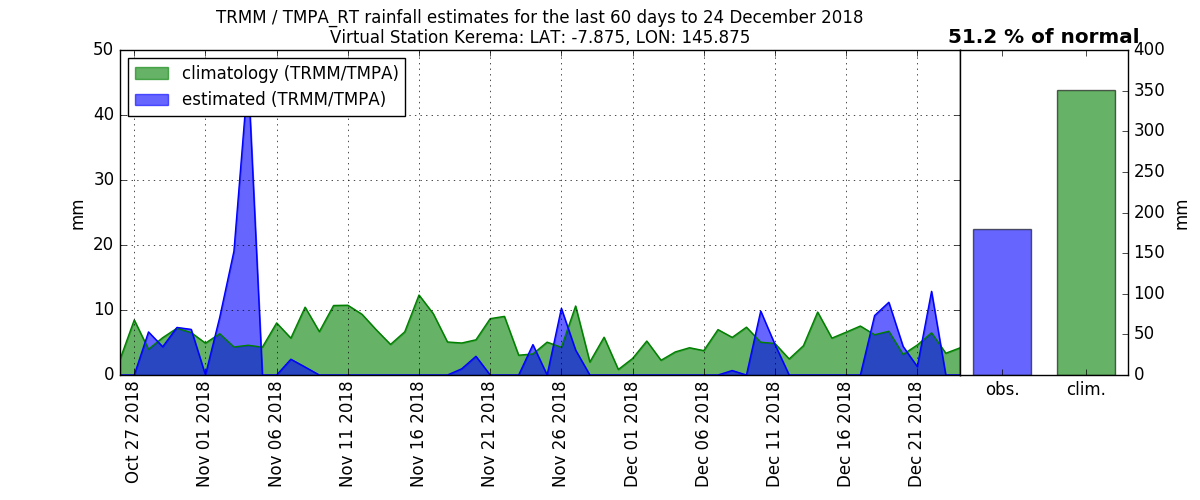 TRMM / TMPA_RT rainfall estimates for the last 60 days to 24 December 2018
Virtual Station Kerema: LAT: -7.875, LON: 145.875
51.2 % of normal
climatology (TRMM/TMPA)
estimated (TRMM/TMPA)
50
40
30
20
10
0
mm
Oct 27 2018
Nov 01 2018
Nov 06 2018
Nov 11 2018
Nov 16 2018
Nov 21 2018
Nov 26 2018
Dec 01 2018
Dec 06 2018
Dec 11 2018
Dec 16 2018
Dec 21 2018
obs.
clim.
400
350
300
250
200
150
100
50
0
mm